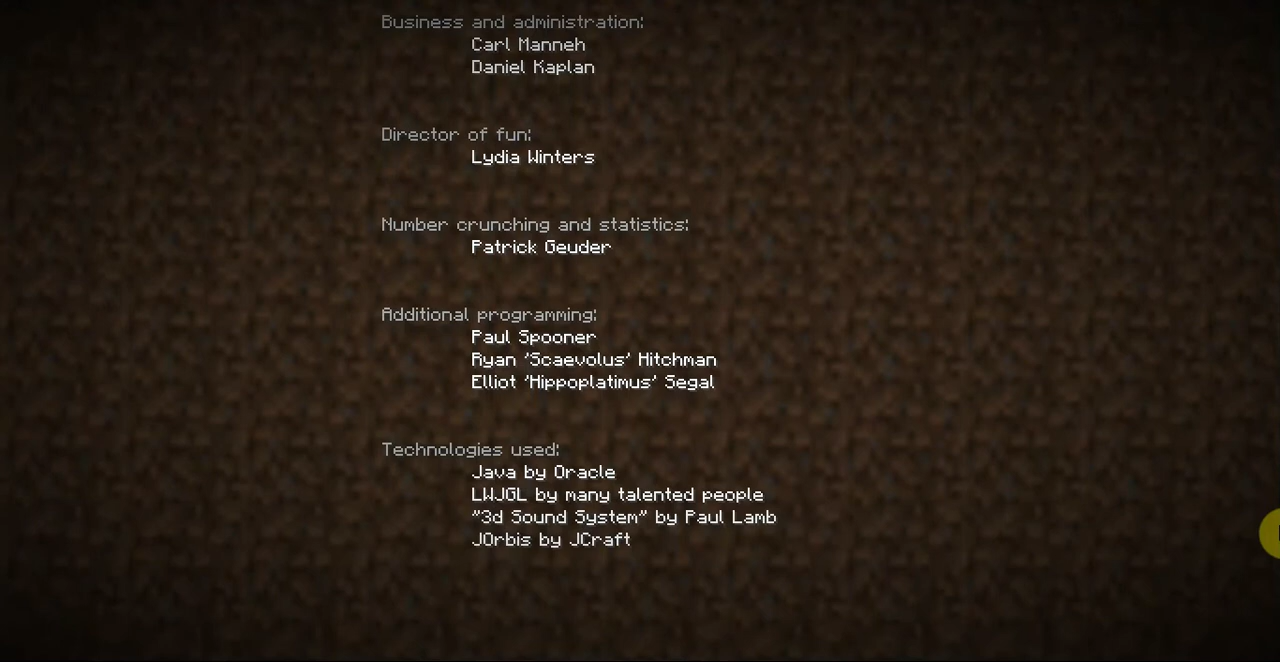 Business and administration:
Carl Manneh
Daniel Kaplan
Director of fun:
Lydia Winters
Number crunching and statistics:
Patrick Geuder
Additional programming:
Paul Spooner
Ryan 'Scaevolus' Hitchman
Elliot 'Hippoplatimus' Segal
Technologies used:
Java by Oracle
LWJGL by many talented people
"3d Sound System" by Paul Lamb
JOrbis by JCraft